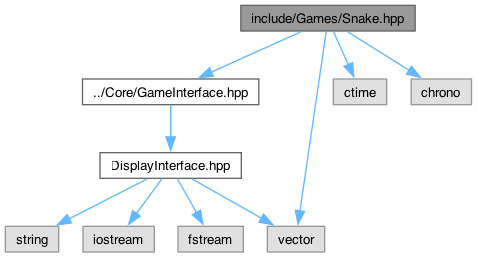 include/Games/Snake.hpp
../Core/GameInterface.hpp
ctime
chrono
DisplayInterface.hpp
string
iostream
fstream
vector